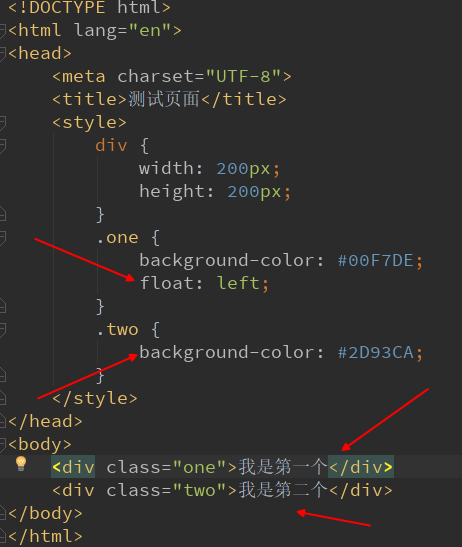 <!DOCTYPE html>
<html lang="en">
<head>
    <meta charset="UTF-8">
    <title>测试页面</title>
    <style>
        div {
            width: 200px;
            height: 200px;
        }
        .one {
            background-color: #00F7DE;
            float: left;
        }
        .two {
            background-color: #2D93CA;
        }
    </style>
</head>
<body>
    <div class="one">我是第一个</div>
    <div class="two">我是第二个</div>
</body>
</html>